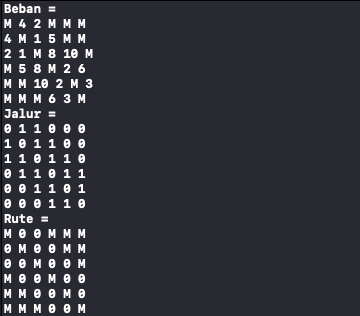 Beban =
M 4 2 M M M
4 M 1 5 M M
2 1 M 8 10 M
M 5 8 M 2 6
M M 10 2 M 3
M M M 6 3 M
Jalur =
0 1 1 0 0 0
1 0 1 1 0 0
1 1 0 1 1 0
0 1 1 0 1 1
0 0 1 1 0 1
0 0 0 1 1 0
Rute =
M 0 0 M M M
0 M 0 0 M M
0 0 M 0 0 M
M 0 0 M 0 0
M M 0 0 M 0
M M M 0 0 M